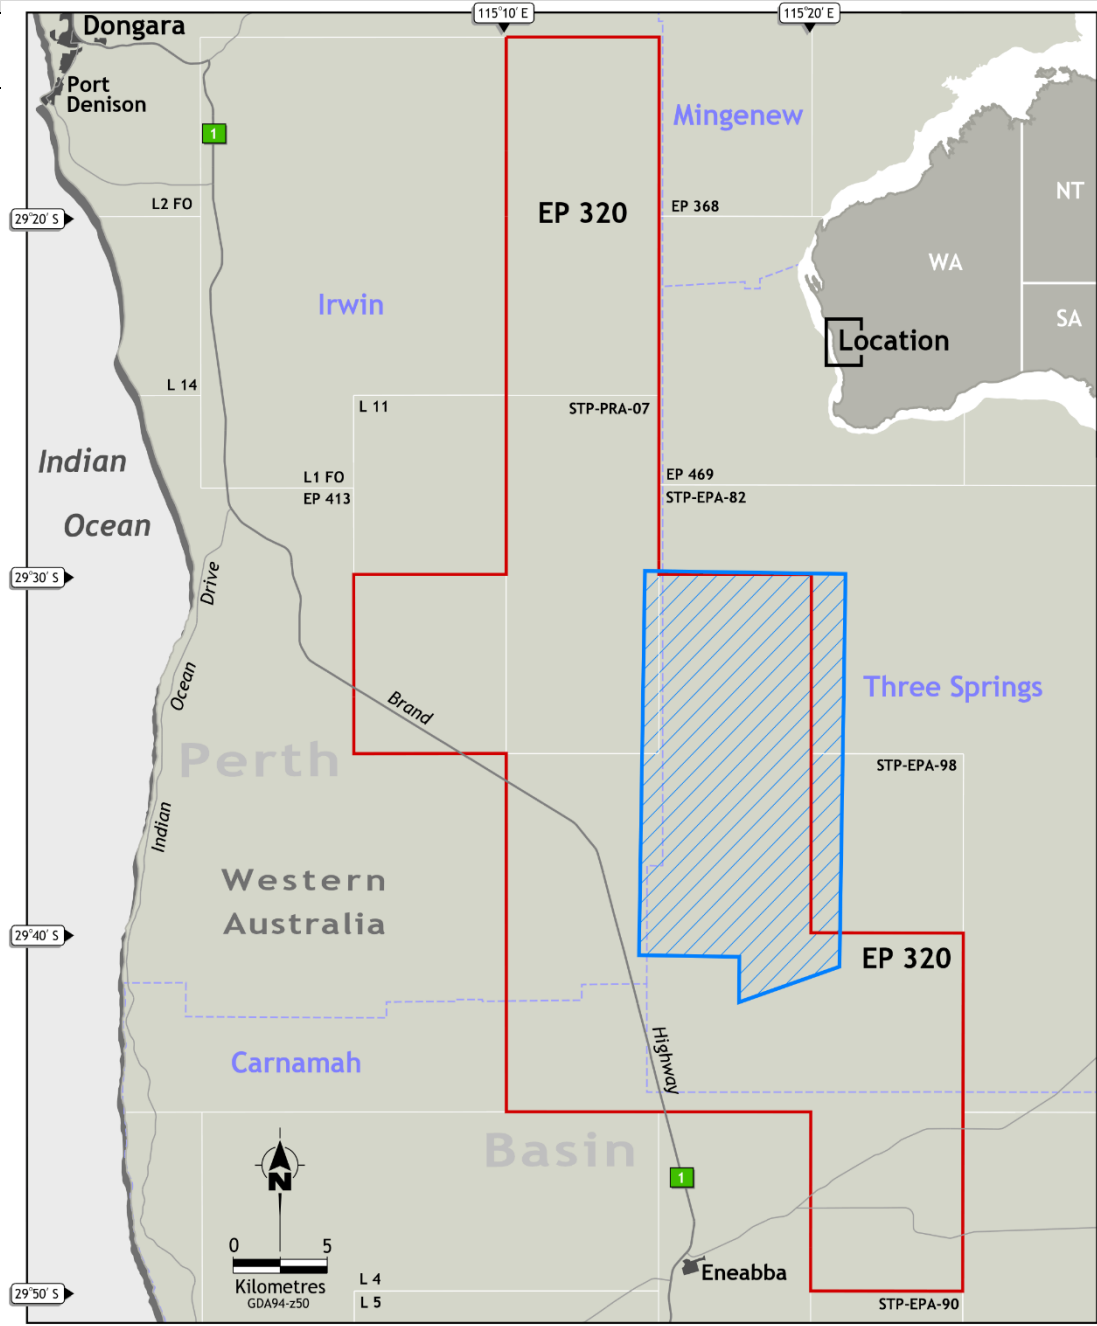 115°10' E
115°20' E
Dongara
Port
Denison
1
Mingenew
NT
L2 FO
EP 320
EP 368
29°20' S
WA
Irwin
SA
Location
L 14
L 11
STP-PRA-07
Indian
Ocean
L1 FO
EP 469
EP 413
STP-EPA-82
29°30' S
Drive
Ocean
Indian
Brand
Three Springs
Perth
STP-EPA-98
Western
Australia
29°40' S
EP 320
Highway
Carnamah
Basin
1
N
0 5
Kilometres
GDA94-z50
L 4
L 5
Eneabba
29°50' S
STP-EPA-90